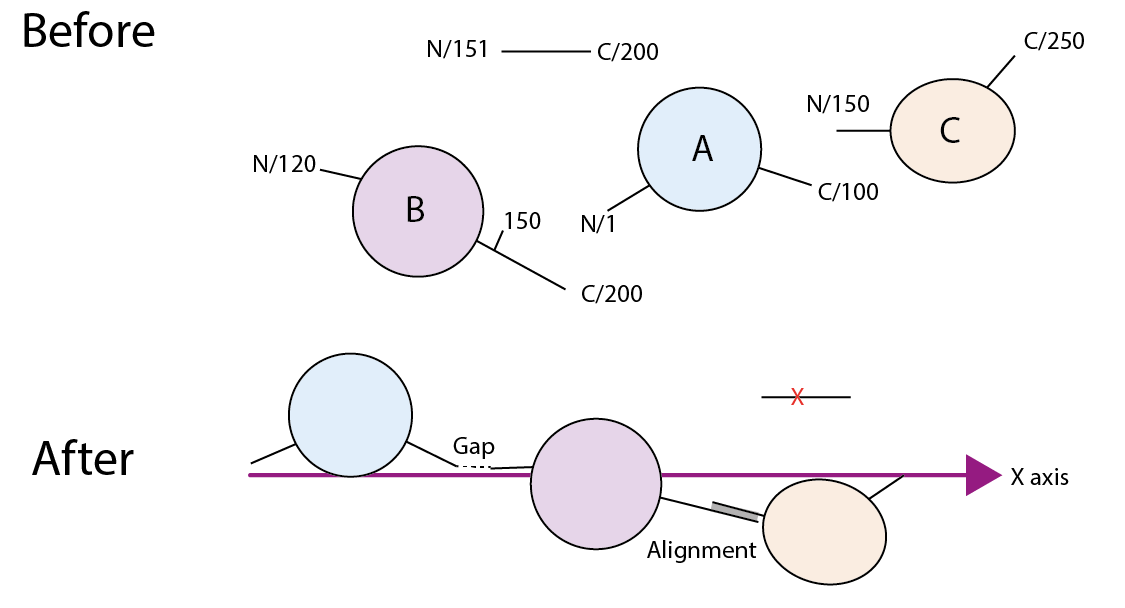 Before
N/151
C/200
C/250
N/150
C
A
C/100
N/1
N/120
B
150
C/200
After
X
Gap
X axis
Alignment